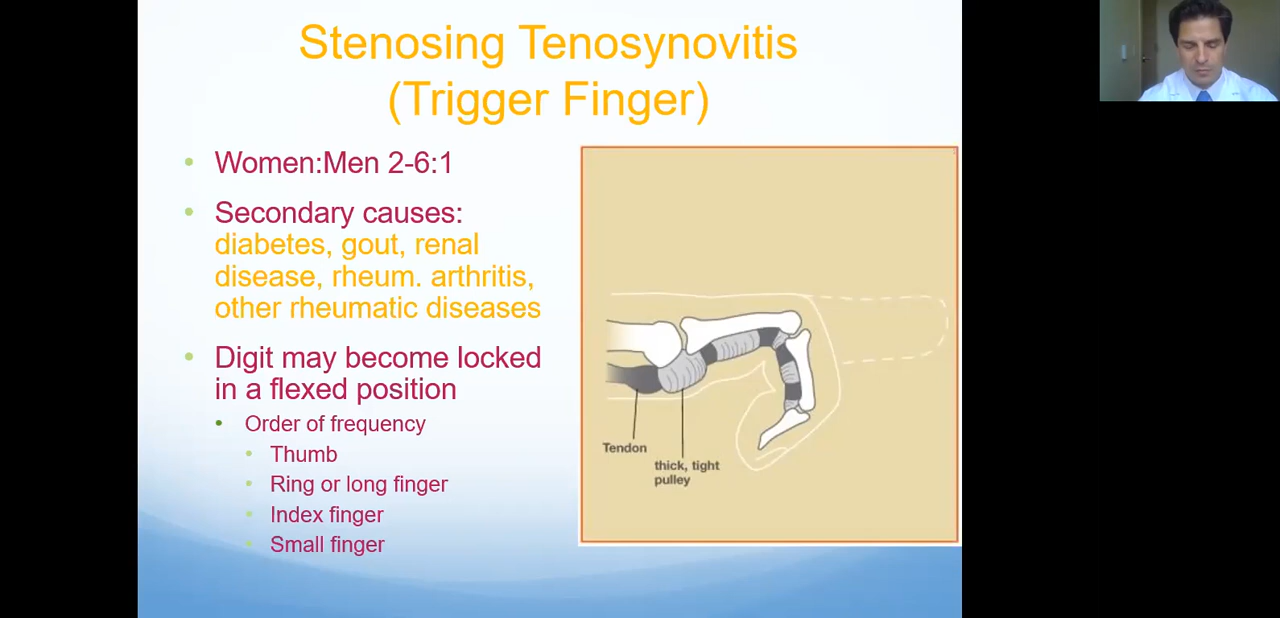 Stenosing Tenosynovitis
(Trigger Finger)
• Women:Men 2-6:1
• Secondary causes:
diabetes, gout, renal
disease, rheum. arthritis,
other rheumatic diseases
• Digit may become locked
in a flexed position
• Order of frequency
• Thumb
• Ring or long finger
• Index finger
• Small finger
Tendon
thick, tight
pulley